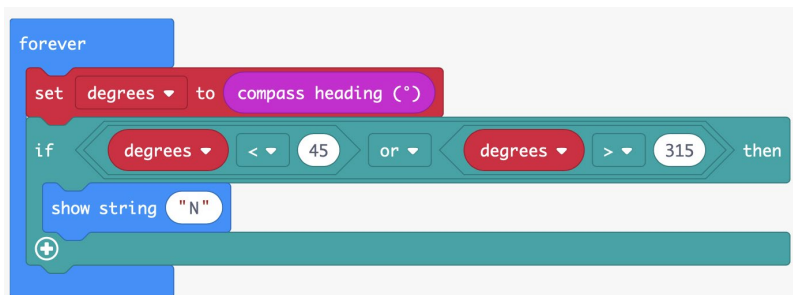 forever
set degrees to compass heading (°)
if degrees < 45 or degrees > 315 then
show string "N"